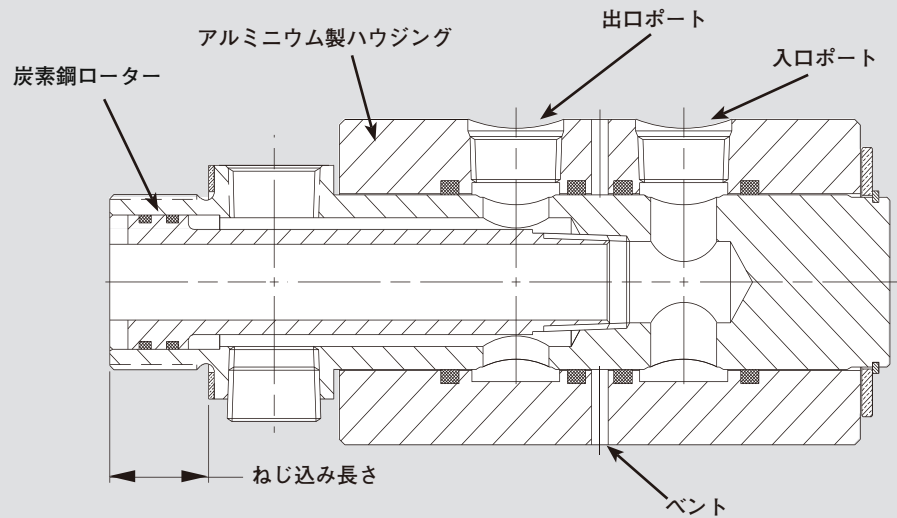 出口ポート
アルミニウム製ハウジング
入口ポート
炭素鋼ローター
ねじ込み長さ
ベント